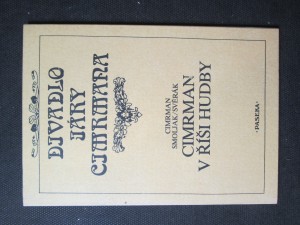 DIVADLO
JÁRY
CIMRMANA
CIMRMAN
SMOLJAK/SVĚRÁK
CIMRMAN
V ŘÍŠI HUDBY
·PASEKA·